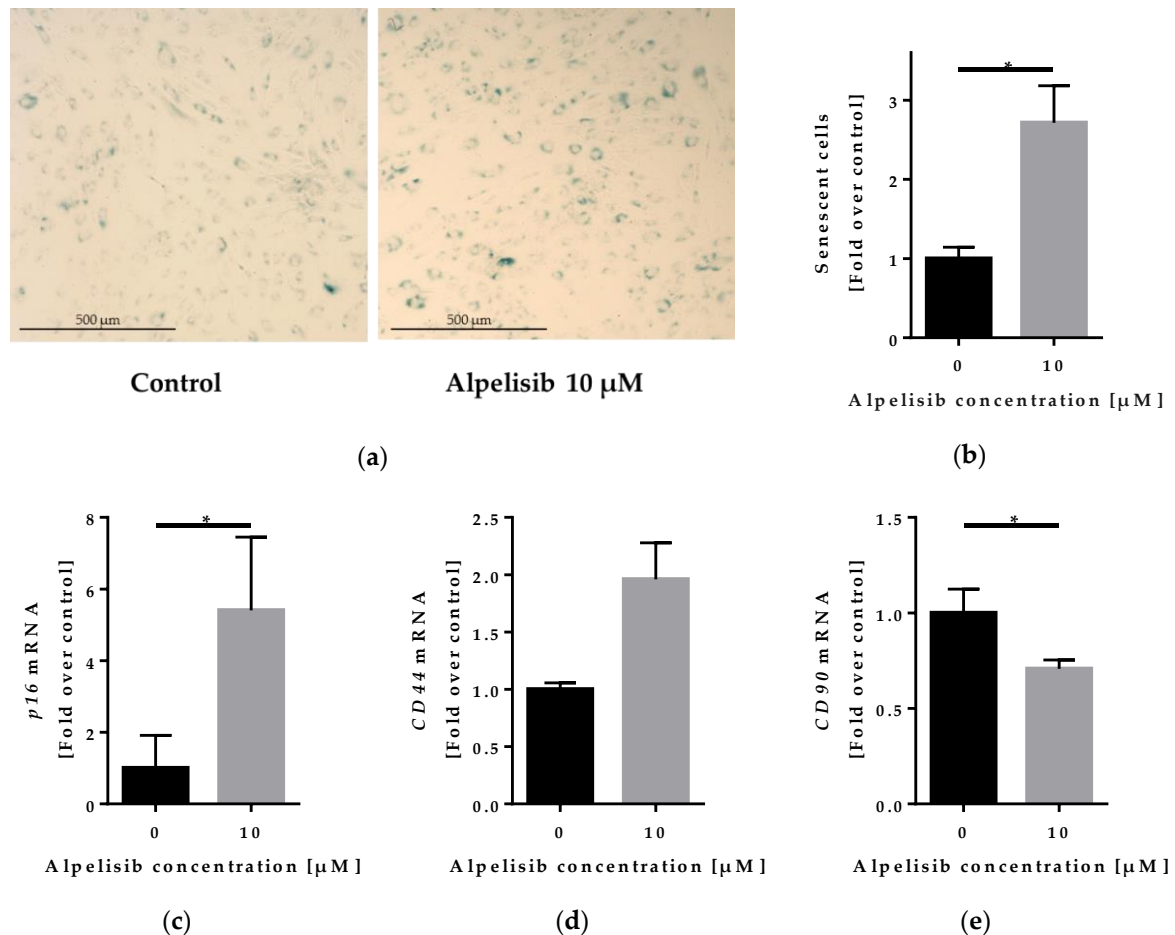 500 µm
500 µm
Control
Alpelisib 10 µM
(a)
Senescent cells
[Fold over control]
3
2
1
0
*
0
10
Alpelisib concentration [µM]
(b)
p16 mRNA
[Fold over control]
8
6
4
2
0
*
0
10
Alpelisib concentration [µM]
(c)
CD44 mRNA
[Fold over control]
2.5
2.0
1.5
1.0
0.5
0.0
0
10
Alpelisib concentration [µM]
(d)
CD90 mRNA
[Fold over control]
1.5
1.0
0.5
0.0
*
0
10
Alpelisib concentration [µM]
(e)